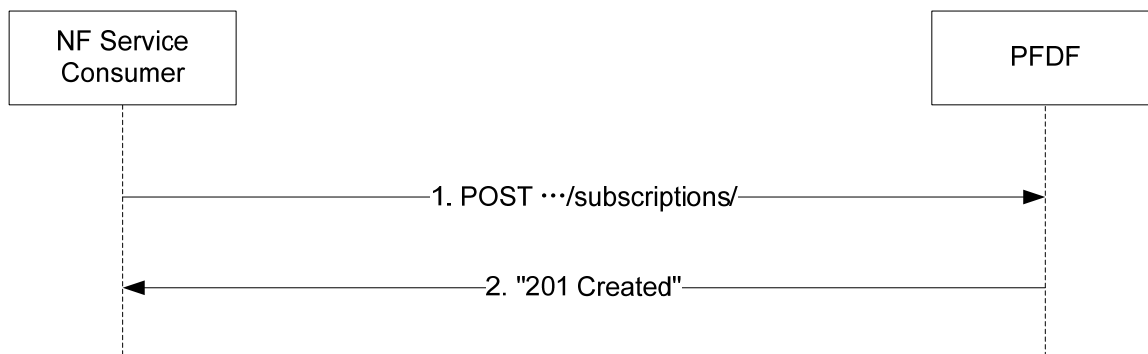 NF Service
Consumer
PFDF
1. POST ···/subscriptions/
2. "201 Created"